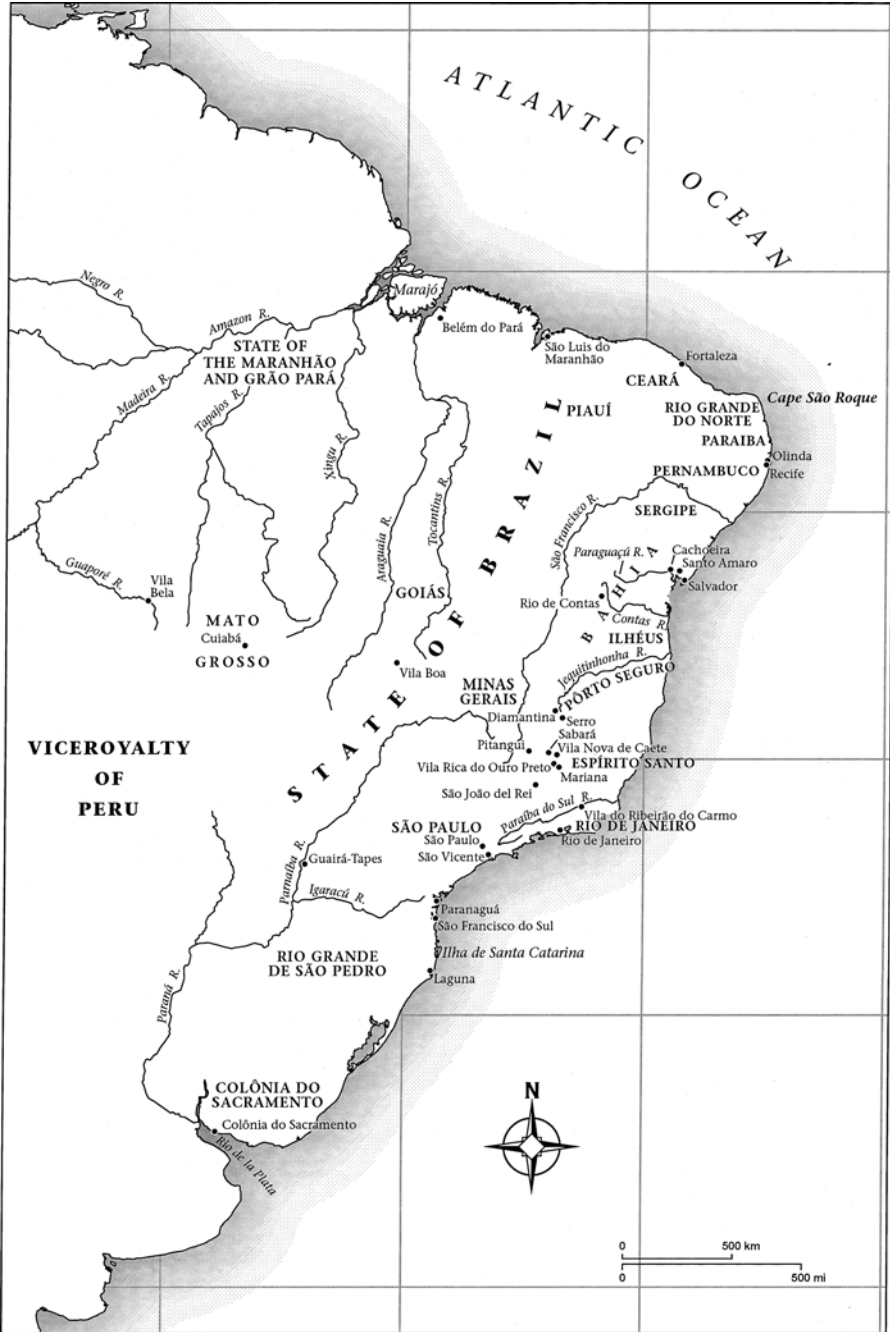 ATLANTIC
OCEAN
Negro R.
Marajó
Amazon R.
Belém do Pará
São Luis do
Maranhão
STATE OF
THE MARANHÃO
AND GRÃO PARÁ
Fortaleza
CEARÁ
Madeira R.
Tapajos R.
Cape São Roque
PIAUÍ
RIO GRANDE
DO NORTE
Xingu R.
PARAIBA
Olinda
PERNAMBUCO
Recife
São Francisco R.
Tocantins R.
Araguaia R.
SERGIPE
STATE OF BRAZIL
Paraguaçú R.
Cachoeira
Santo Amaro
Salvador
BAHIA
Guaporé R.
Vila
Bela
GOIÁS
Rio de Contas
Contas R.
MATO
Cuiabá
GROSSO
ILHÉUS
Jequitinhonha R.
Vila Boa
MINAS
GERAIS
PÔRTO SEGURO
Diamantina
Serro
Sabará
Pitangui
Vila Nova de Caete
VICEROYALTY
OF
PERU
Vila Rica do Ouro Preto
ESPÍRITO SANTO
Mariana
São João del Rei
Paraíba do Sul R.
Vila do Ribeirão do Carmo
SÃO PAULO
RIO DE JANEIRO
São Paulo
Rio de Janeiro
São Vicente
Parnaíba R.
Guairá-Tapes
Igaracú R.
Paranaguá
São Francisco do Sul
RIO GRANDE
DE SÃO PEDRO
Ilha de Santa Catarina
Laguna
Paraná R.
COLÔNIA DO
SACRAMENTO
Colônia do Sacramento
Rio de la Plata
N
0 500 km
0 500 mi